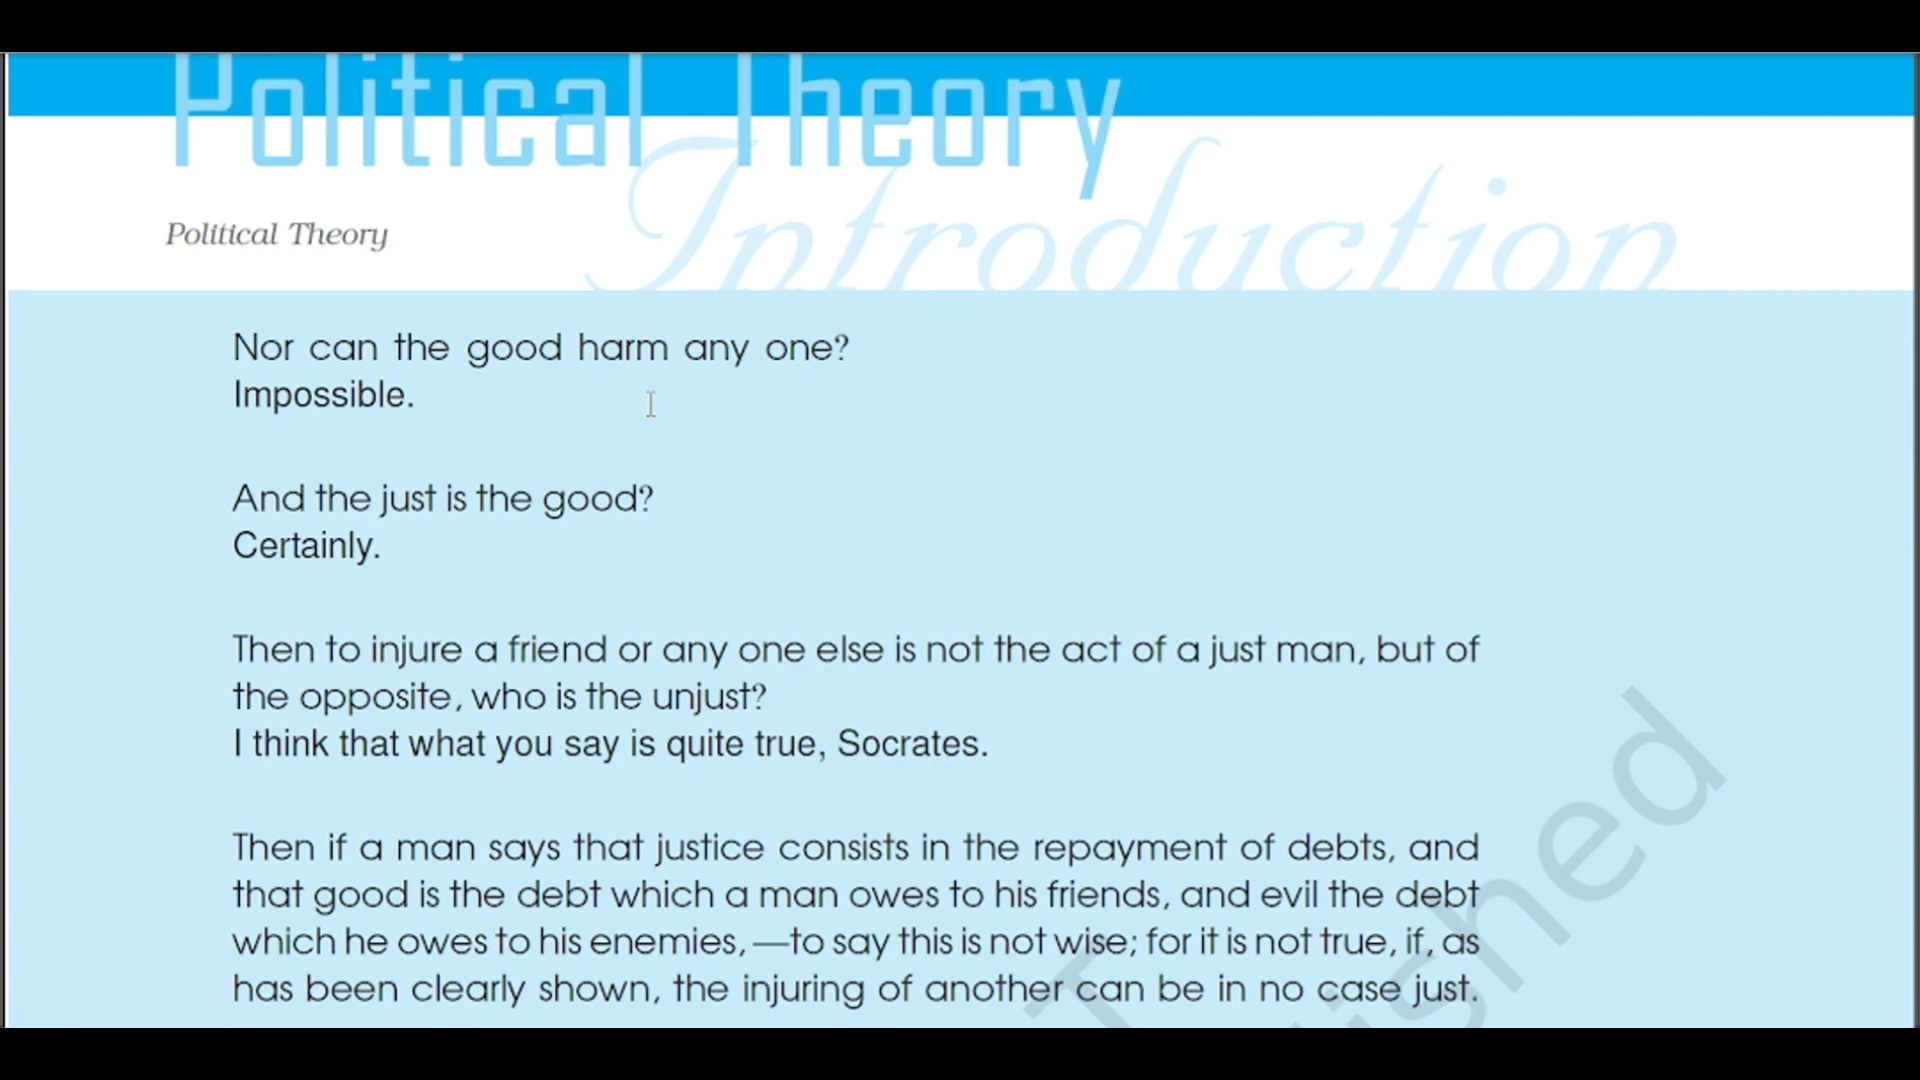 Political Theory
Introduction
Political Theory
Nor can the good harm any one?
Impossible.
And the just is the good?
Certainly.
Then to injure a friend or any one else is not the act of a just man, but of
the opposite, who is the unjust?
I think that what you say is quite true, Socrates.
Then if a man says that justice consists in the repayment of debts, and
that good is the debt which a man owes to his friends, and evil the debt
which he owes to his enemies,—to say this is not wise; for it is not true, if, as
has been clearly shown, the injuring of another can be in no case just.